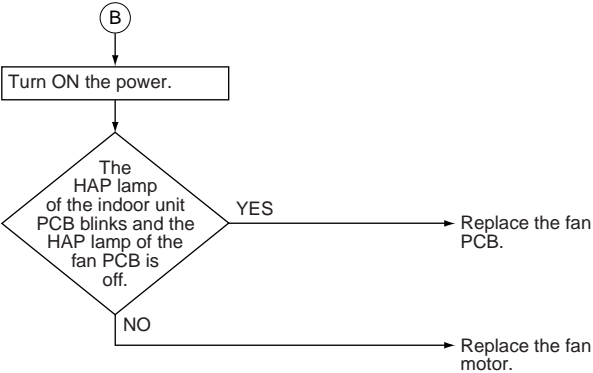 B
Turn ON the power.
The
HAP lamp
of the indoor unit
PCB blinks and the
HAP lamp of the
fan PCB is
off.
YES
Replace the fan
PCB.
NO
Replace the fan
motor.